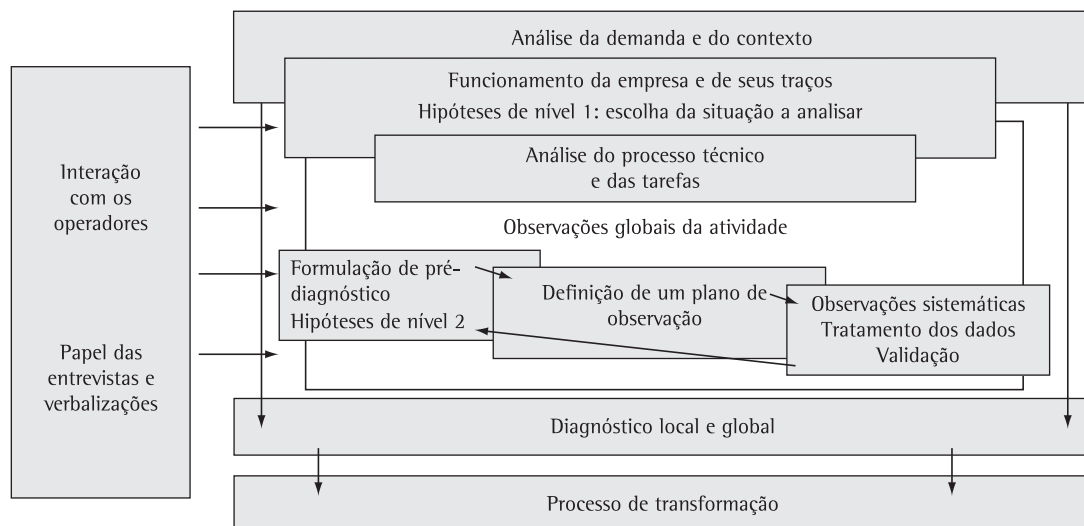 Análise da demanda e do contexto
Funcionamento da empresa e de seus traços
Hipóteses de nível 1: escolha da situação a analisar
Análise do processo técnico
e das tarefas
Interação
com os
operadores
Papel das
entrevistas e
verbalizações
Observações globais da atividade
Formulação de pré-
diagnóstico
Hipóteses de nível 2
Definição de um plano de
observação
Observações sistemáticas
Tratamento dos dados
Validação
Diagnóstico local e global
Processo de transformação